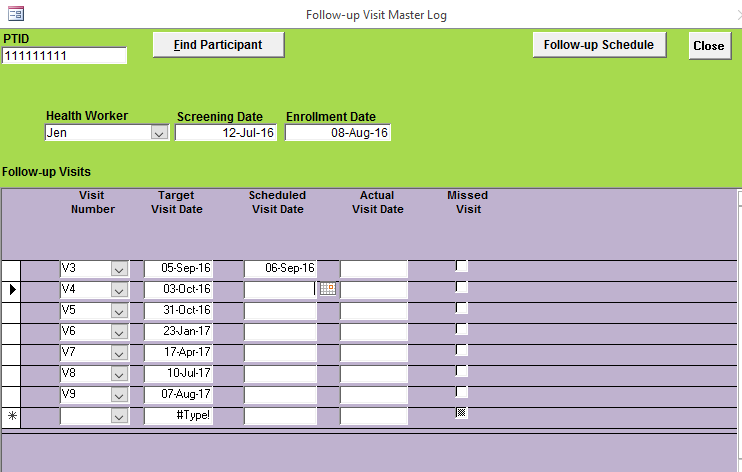 Follow-up Visit Master Log
PTID
111111111
Find Participant
Follow-up Schedule
Close
Health Worker Screening Date Enrollment Date
Jen 12-Jul-16 08-Aug-16
Follow-up Visits
Visit Target Scheduled Actual Missed
Number Visit Date Visit Date Visit Date Visit
V3 05-Sep-16 06-Sep-16
V4 03-Oct-16
V5 31-Oct-16
V6 23-Jan-17
V7 17-Apr-17
V8 10-Jul-17
V9 07-Aug-17
* #Type!